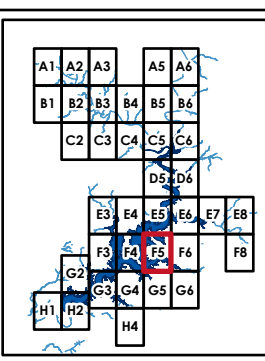 A1 A2 A3 A5 A6
B1 B2 B3 B4 B5 B6
C2 C3 C4 C5 C6
D5 D6
E3 E4 E5 E6 E7 E8
F3 F4 F5 F6 F8
G2
G3 G4 G5 G6
H1 H2
H4